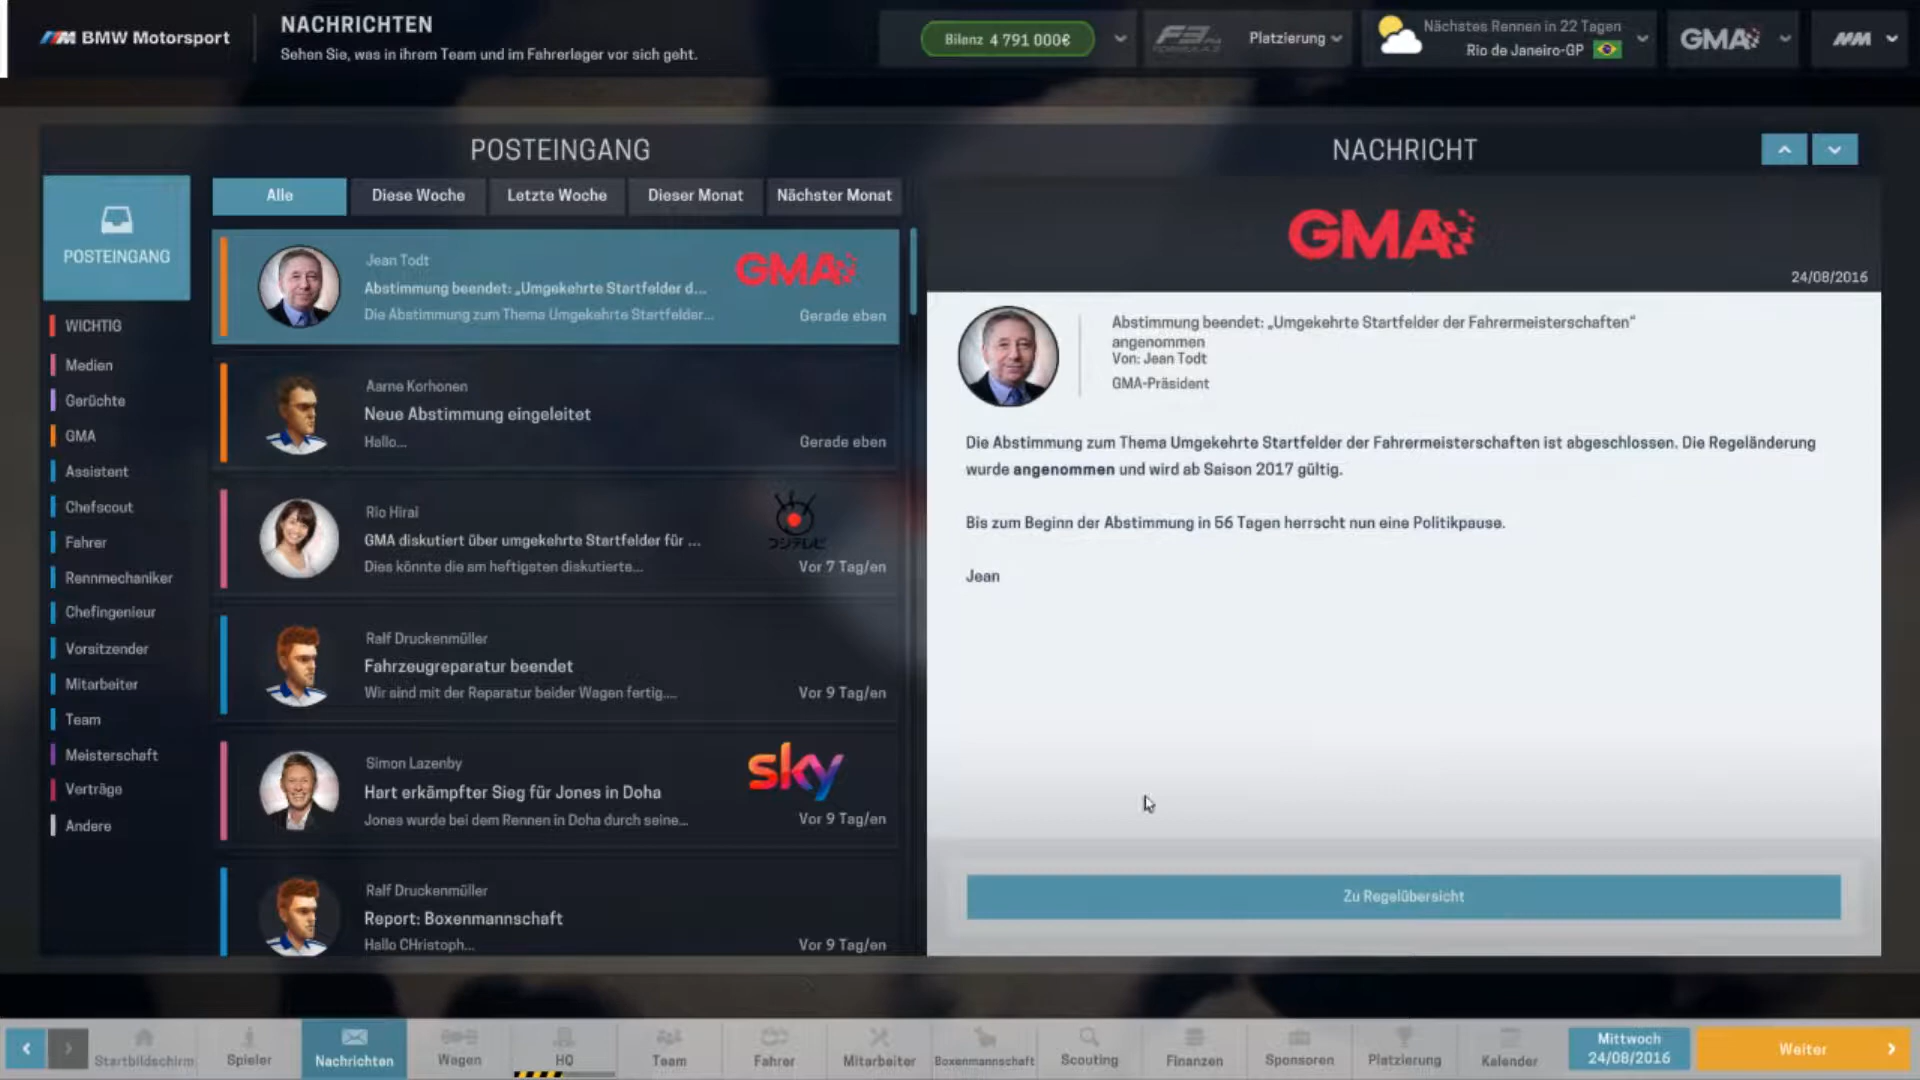 BMW Motorsport
NACHRICHTEN
Sehen Sie, was in ihrem Team und im Fahrerlager vor sich geht.
Bilanz 4 791 000€
F3
Platzierung
Nächstes Rennen in 22 Tagen
Rio de Janeiro-GP
GMA
POSTEINGANG
NACHRICHT
POSTEINGANG
WICHTIG
Medien
Gerüchte
GMA
Assistent
Chefscout
Fahrer
Rennmechaniker
Chefingenieur
Vorsitzender
Mitarbeiter
Team
Meisterschaft
Verträge
Andere
Alle
Diese Woche
Letzte Woche
Dieser Monat
Nächster Monat
Jean Todt
Abstimmung beendet: „Umgekehrte Startfelder d...
Die Abstimmung zum Thema Umgekehrte Startfelder...
GMA
Gerade eben
Aarne Korhonen
Neue Abstimmung eingeleitet
Hallo...
Gerade eben
Rio Hirai
GMA diskutiert über umgekehrte Startfelder für ...
Dies könnte die am heftigsten diskutierte...
フジテレビ
Vor 7 Tag/en
Ralf Druckenmüller
Fahrzeugreparatur beendet
Wir sind mit der Reparatur beider Wagen fertig....
Vor 9 Tag/en
Simon Lazenby
Hart erkämpfter Sieg für Jones in Doha
Jones wurde bei dem Rennen in Doha durch seine...
sky
Vor 9 Tag/en
Ralf Druckenmüller
Report: Boxenmannschaft
Hallo CHristoph...
Vor 9 Tag/en
GMA
24/08/2016
Abstimmung beendet: „Umgekehrte Startfelder der Fahrermeisterschaften“
angenommen
Von: Jean Todt
GMA-Präsident
Die Abstimmung zum Thema Umgekehrte Startfelder der Fahrermeisterschaften ist abgeschlossen. Die Regeländerung
wurde angenommen und wird ab Saison 2017 gültig.
Bis zum Beginn der Abstimmung in 56 Tagen herrscht nun eine Politikpause.
Jean
Zu Regelübersicht
Startbildschirm
Spieler
Nachrichten
Wagen
HQ
Team
Fahrer
Mitarbeiter
Boxenmannschaft
Scouting
Finanzen
Sponsoren
Platzierung
Kalender
Mittwoch
24/08/2016
Weiter